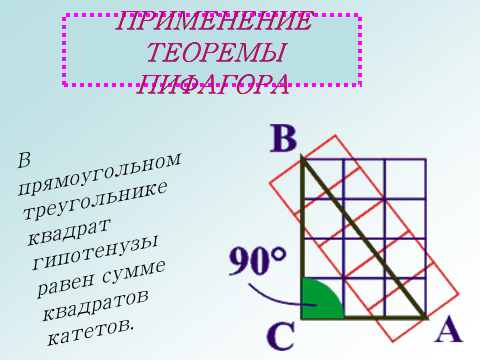 ПРИМЕНЕНИЕ
ТЕОРЕМЫ
ПИФАГОРА
В
прямоугольном
треугольнике
квадрат
гипотенузы
равен сумме
квадратов
катетов.
B
90°
C
A